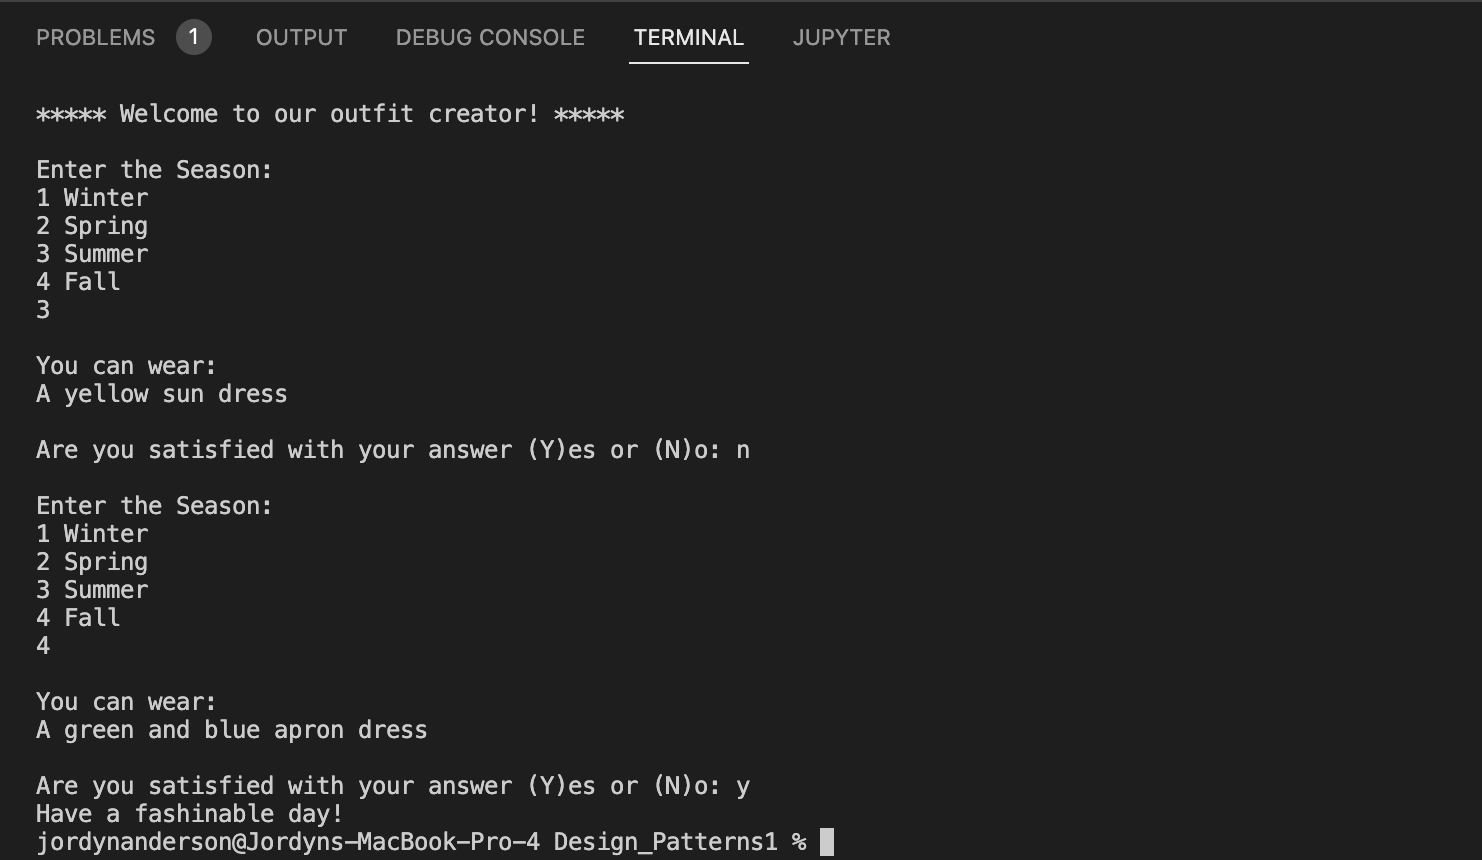 PROBLEMS 1 OUTPUT DEBUG CONSOLE TERMINAL JUPYTER
***** Welcome to our outfit creator! *****
Enter the Season:
1 Winter
2 Spring
3 Summer
4 Fall
3
You can wear:
A yellow sun dress
Are you satisfied with your answer (Y)es or (N)o: n
Enter the Season:
1 Winter
2 Spring
3 Summer
4 Fall
4
You can wear:
A green and blue apron dress
Are you satisfied with your answer (Y)es or (N)o: y
Have a fashinable day!
jordynanderson@Jordyns-MacBook-Pro-4 Design_Patterns1 %